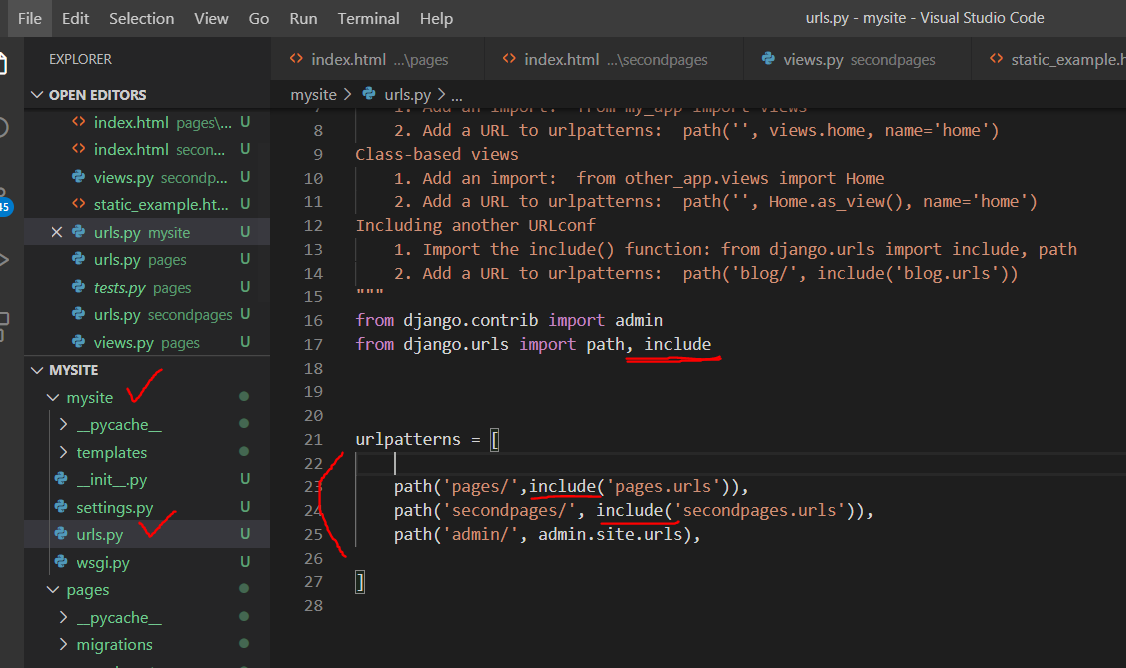 File Edit Selection View Go Run Terminal Help urls.py - mysite - Visual Studio Code
EXPLORER
OPEN EDITORS
index.html pages\... U
index.html secon... U
views.py secondp... U
static_example.ht... U
urls.py mysite U
urls.py pages U
tests.py pages U
urls.py secondpages U
views.py pages U
MYSITE
mysite
__pycache__
templates
__init__.py U
settings.py U
urls.py U
wsgi.py U
pages
__pycache__
migrations
45
index.html ...\pages index.html ...\secondpages views.py secondpages static_example.h
mysite > urls.py > ...
7 1. Add an import:  from my_app import views
8 2. Add a URL to urlpatterns:  path('', views.home, name='home')
9 Class-based views
10 1. Add an import:  from other_app.views import Home
11 2. Add a URL to urlpatterns:  path('', Home.as_view(), name='home')
12 Including another URLconf
13 1. Import the include() function: from django.urls import include, path
14 2. Add a URL to urlpatterns:  path('blog/', include('blog.urls'))
15 """
16 from django.contrib import admin
17 from django.urls import path, include
18
19
20
21 urlpatterns = [
22
23 path('pages/',include('pages.urls')),
24 path('secondpages/', include('secondpages.urls')),
25 path('admin/', admin.site.urls),
26
27 ]
28